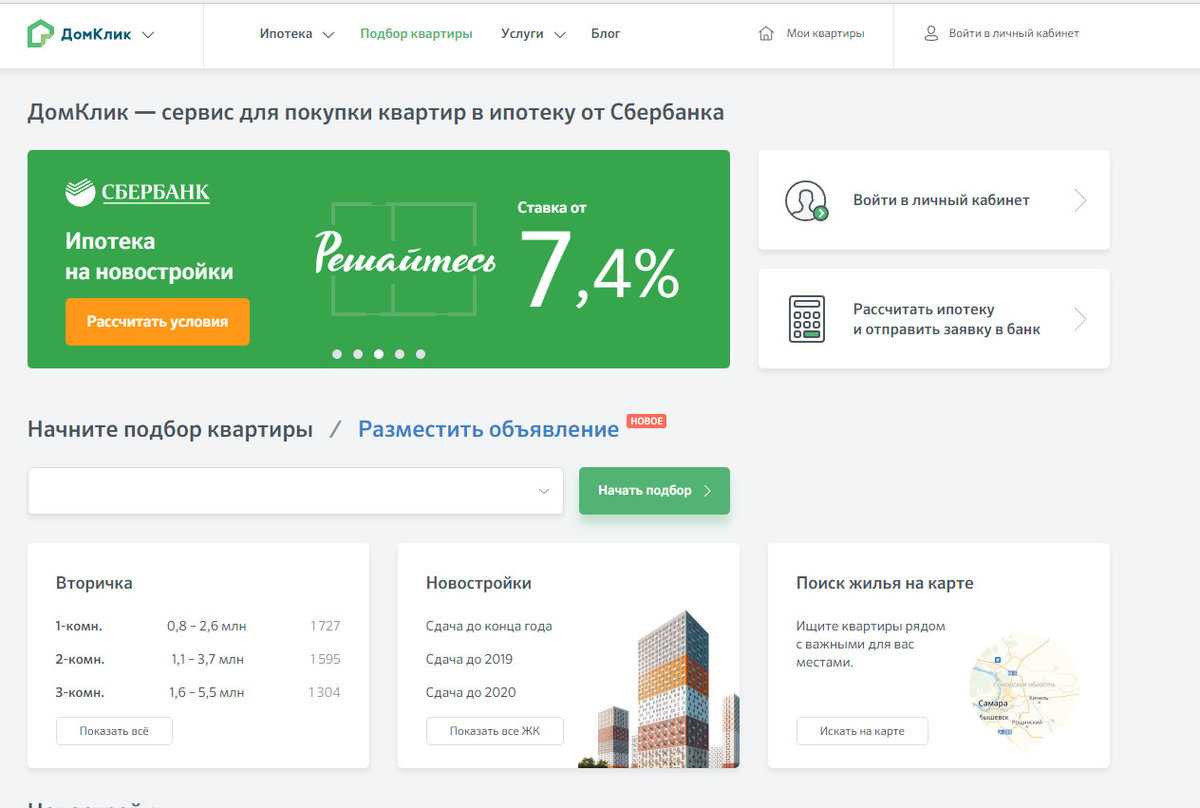 ДомКлик
Ипотека
Подбор квартиры
Услуги
Блог
Мои квартиры
Войти в личный кабинет
ДомКлик — сервис для покупки квартир в ипотеку от Сбербанка
СБЕРБАНК
Ипотека
на новостройки
Рассчитать условия
Решайтесь
Ставка от
7,4%
Войти в личный кабинет
Рассчитать ипотеку
и отправить заявку в банк
Начните подбор квартиры / Разместить объявление НОВОЕ
Начать подбор
Вторичка
1-комн. 0,8 – 2,6 млн 1 727
2-комн. 1,1 – 3,7 млн 1 595
3-комн. 1,6 – 5,5 млн 1 304
Показать всё
Новостройки
Сдача до конца года
Сдача до 2019
Сдача до 2020
Показать все ЖК
Поиск жилья на карте
Ищите квартиры рядом
с важными для вас
местами.
Искать на карте
Самара
Кинель
Рощинский